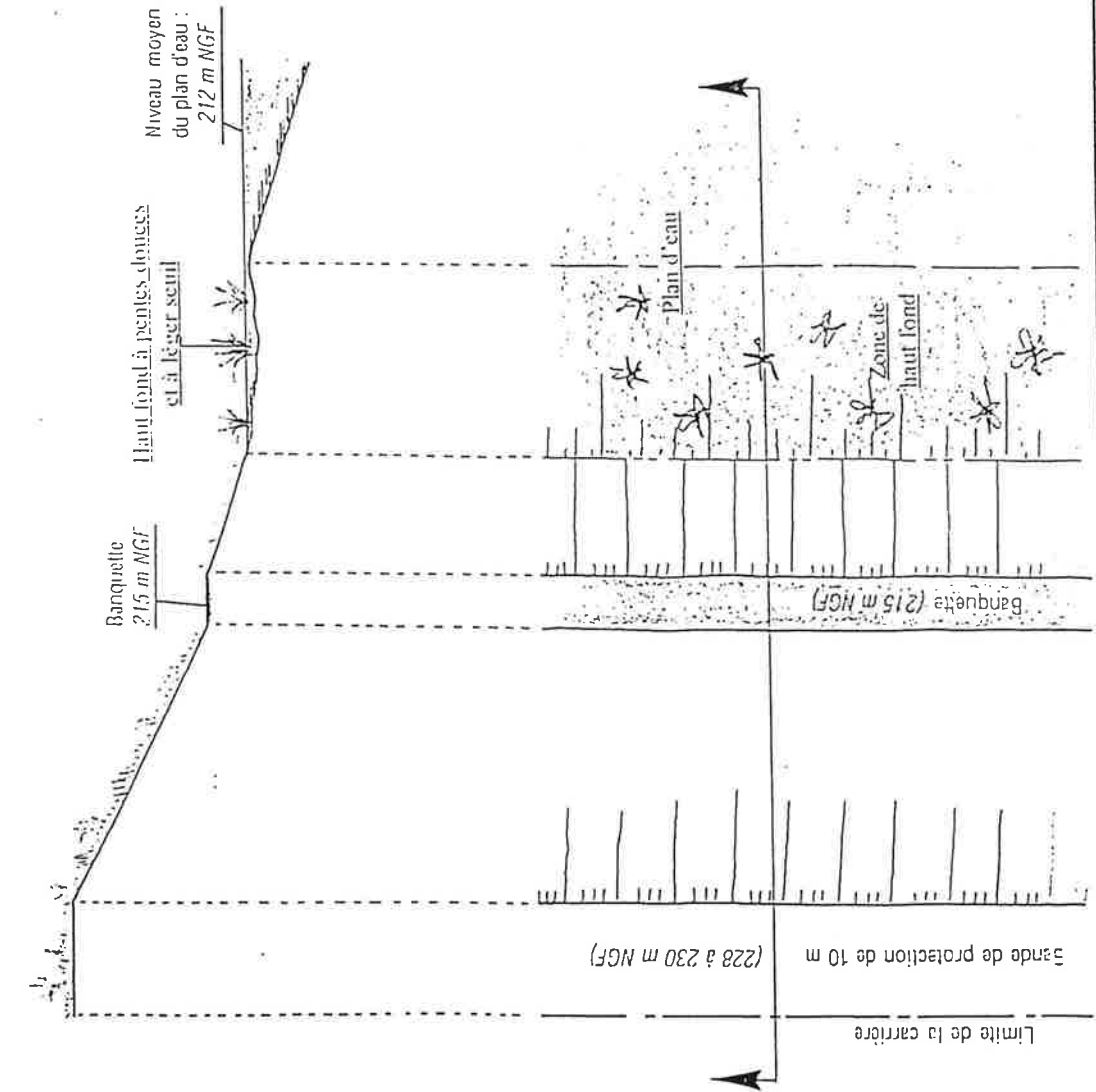 Niveau moyen
du plan d'eau :
212 m NGF
Haut fond à pentes douces
et à léger seuil
Banquette
215 m NGF
Plan d'eau
Zone de
haut fond
Banquette (215 m NGF)
Bande de protection de 10 m (228 à 230 m NGF)
Limite de la carrière